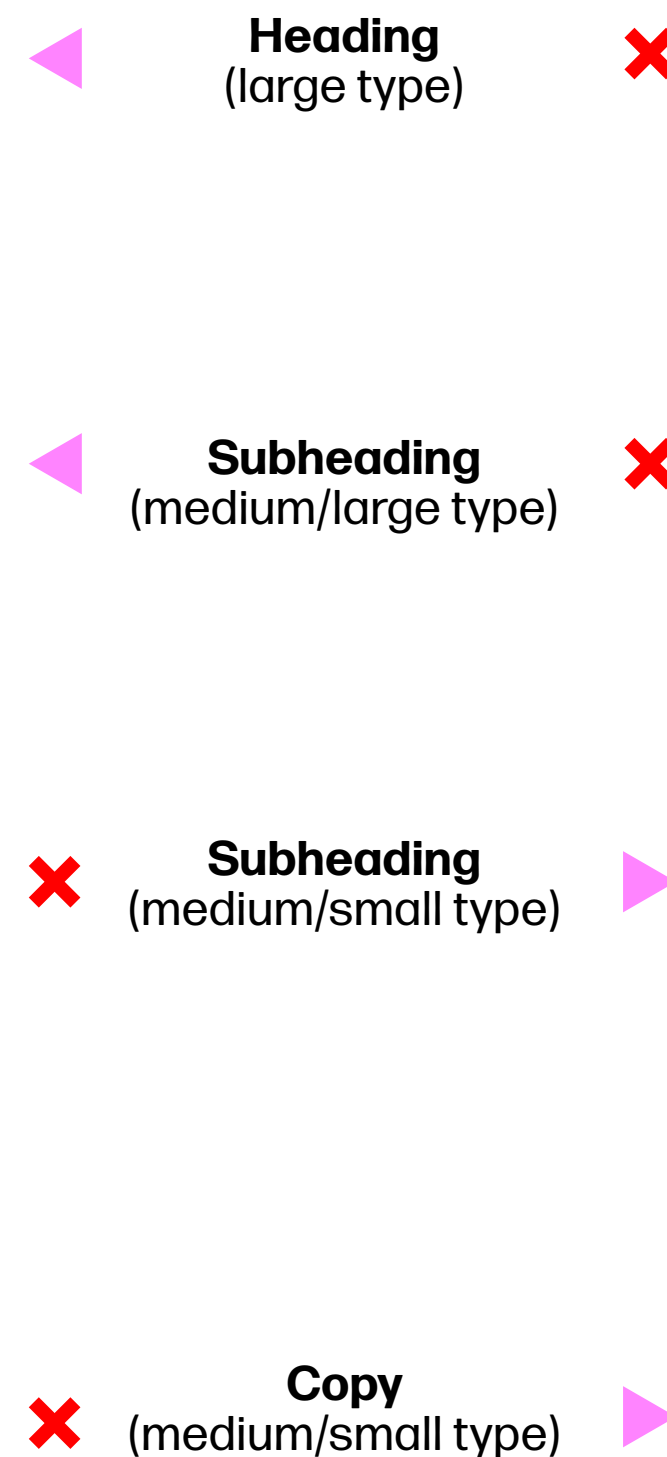 Heading
(large type)
Subheading
(medium/large type)
Subheading
(medium/small type)
Copy
(medium/small type)